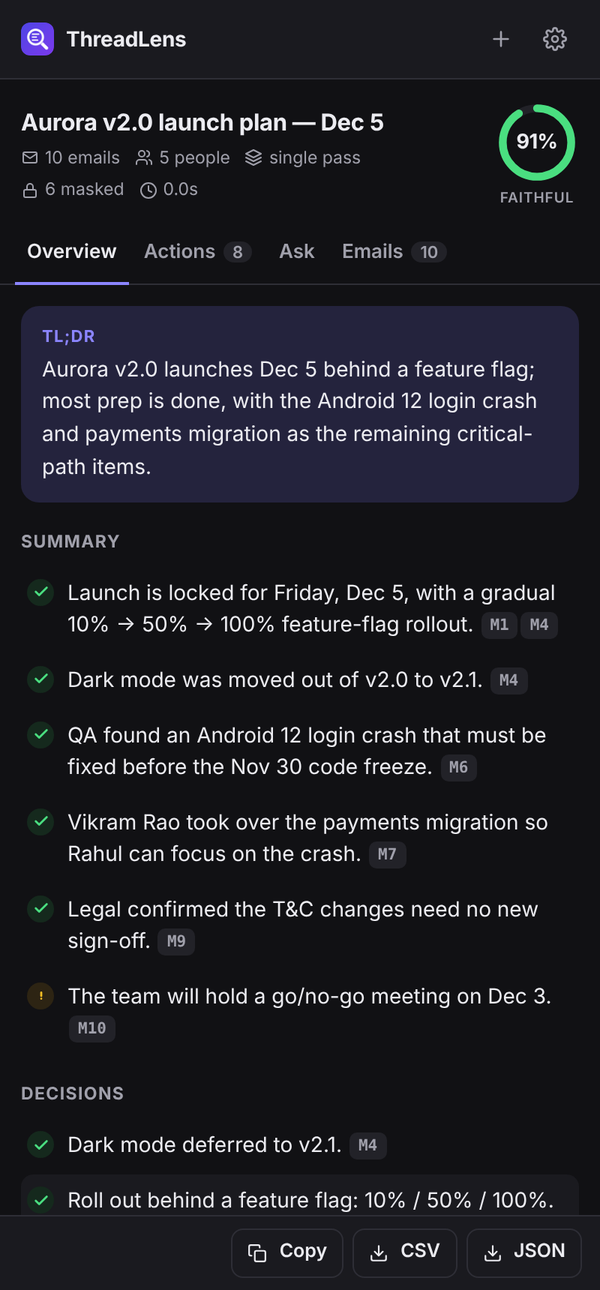 ThreadLens
Aurora v2.0 launch plan — Dec 5
10 emails 5 people single pass
6 masked 0.0s
91%
FAITHFUL
Overview Actions 8 Ask Emails 10
TL;DR
Aurora v2.0 launches Dec 5 behind a feature flag;
most prep is done, with the Android 12 login crash
and payments migration as the remaining critical-
path items.
SUMMARY
Launch is locked for Friday, Dec 5, with a gradual
10% → 50% → 100% feature-flag rollout. M1 M4
Dark mode was moved out of v2.0 to v2.1. M4
QA found an Android 12 login crash that must be
fixed before the Nov 30 code freeze. M6
Vikram Rao took over the payments migration so
Rahul can focus on the crash. M7
Legal confirmed the T&C changes need no new
sign-off. M9
! The team will hold a go/no-go meeting on Dec 3.
M10
DECISIONS
Dark mode deferred to v2.1. M4
Roll out behind a feature flag: 10% / 50% / 100%.
Copy CSV JSON